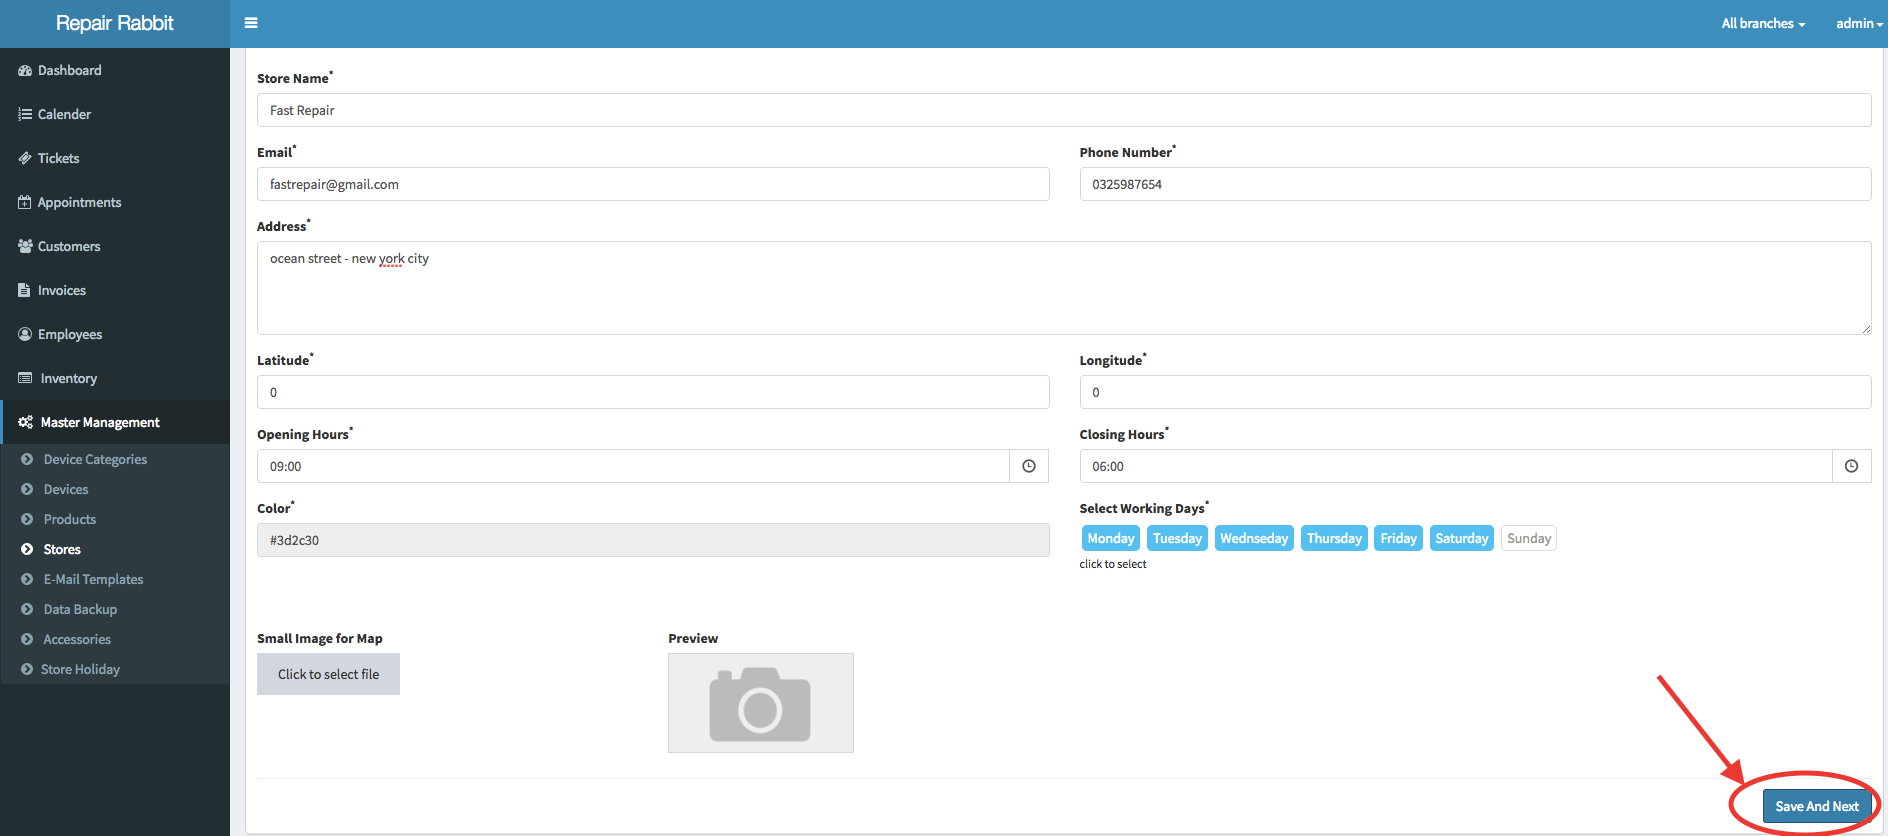 Repair Rabbit
All branches
admin
Dashboard
Calender
Tickets
Appointments
Customers
Invoices
Employees
Inventory
Master Management
Device Categories
Devices
Products
Stores
E-Mail Templates
Data Backup
Accessories
Store Holiday
Store Name*
Fast Repair
Email*
fastrepair@gmail.com
Phone Number*
0325987654
Address*
ocean street - new york city
Latitude*
0
Longitude*
0
Opening Hours*
09:00
Closing Hours*
06:00
Color*
#3d2c30
Select Working Days*
Monday Tuesday Wednseday Thursday Friday Saturday Sunday
click to select
Small Image for Map
Click to select file
Preview
Save And Next